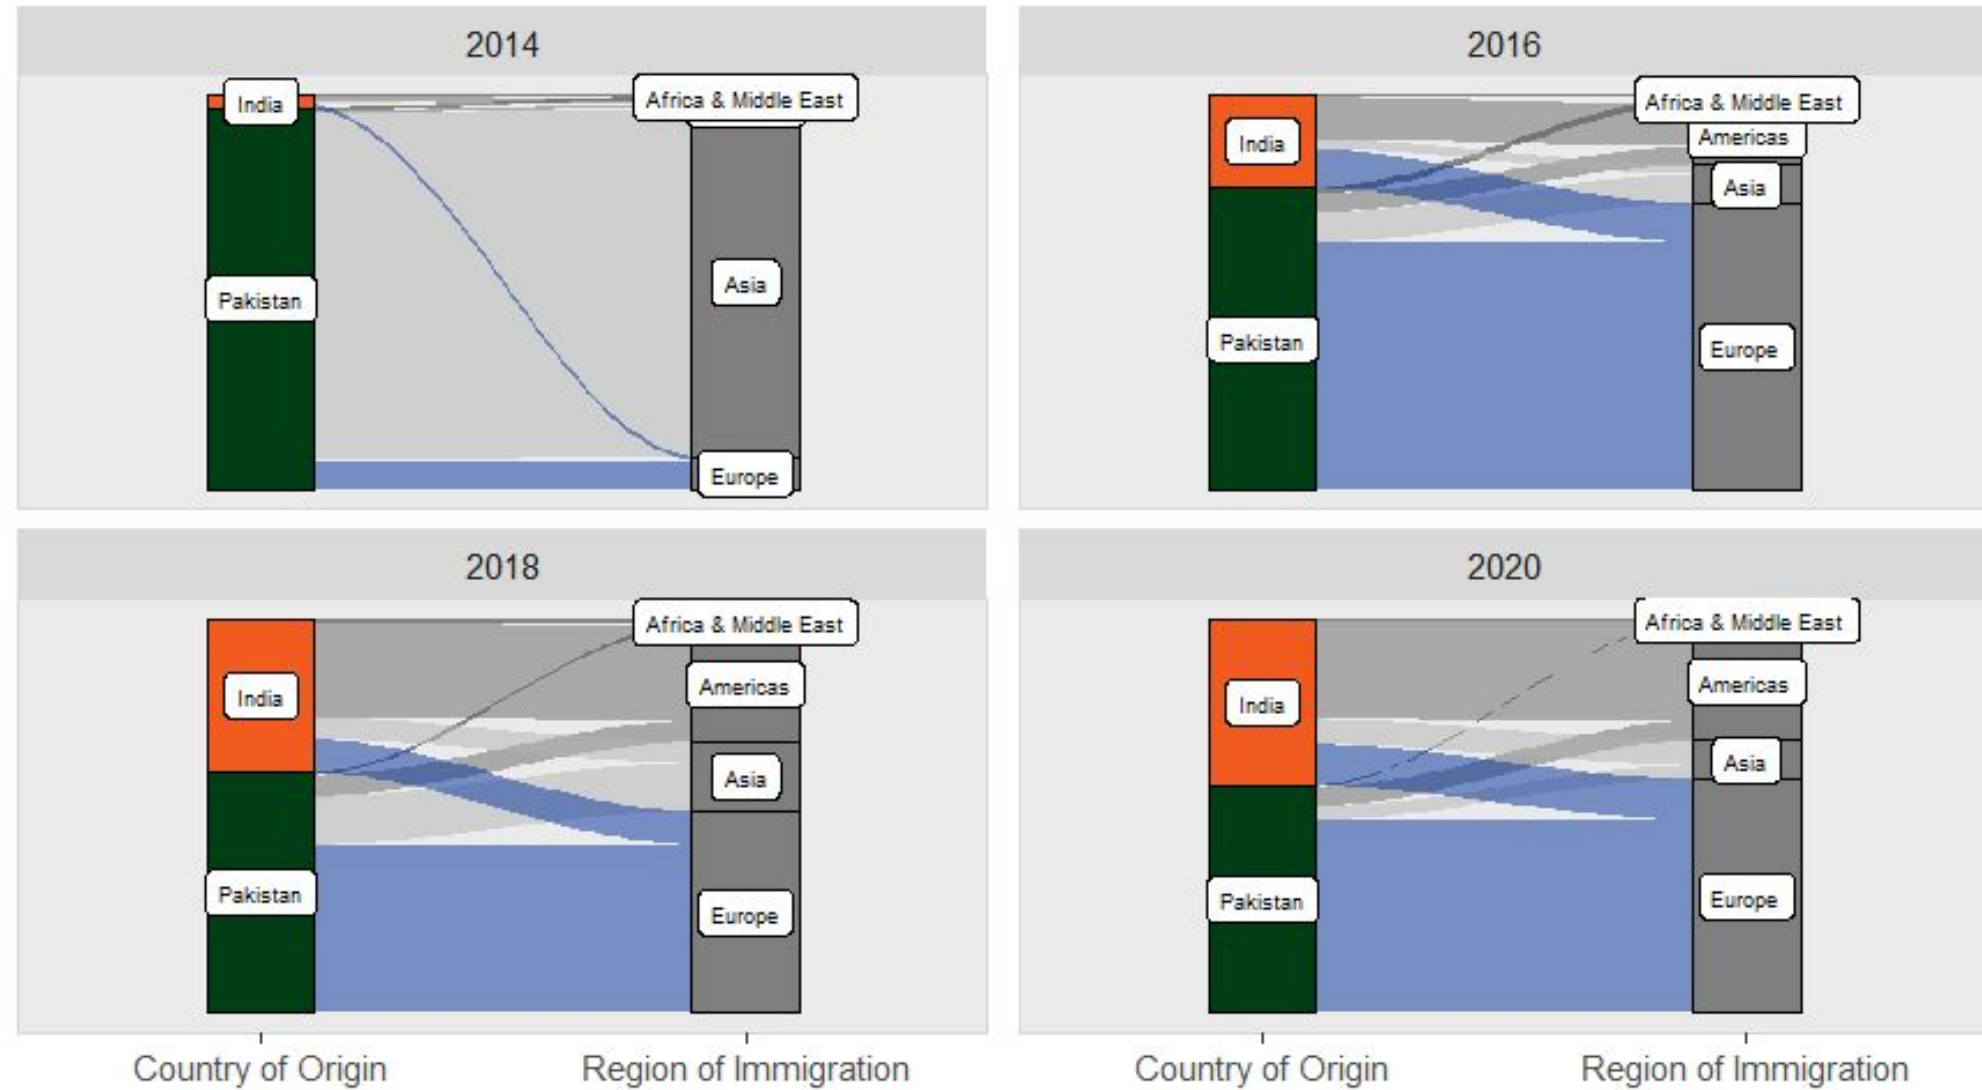 2014
India
Africa & Middle East
Asia
Pakistan
Europe
2016
Africa & Middle East
Americas
India
Asia
Pakistan
Europe
2018
Africa & Middle East
Americas
India
Asia
Pakistan
Europe
Country of Origin
Region of Immigration
2020
Africa & Middle East
Americas
India
Asia
Pakistan
Europe
Country of Origin
Region of Immigration